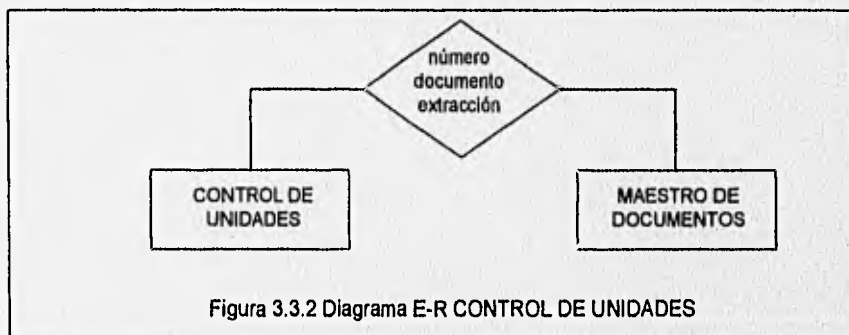 número
documento
extracción
CONTROL DE
UNIDADES
MAESTRO DE
DOCUMENTOS
Figura 3.3.2 Diagrama E-R CONTROL DE UNIDADES